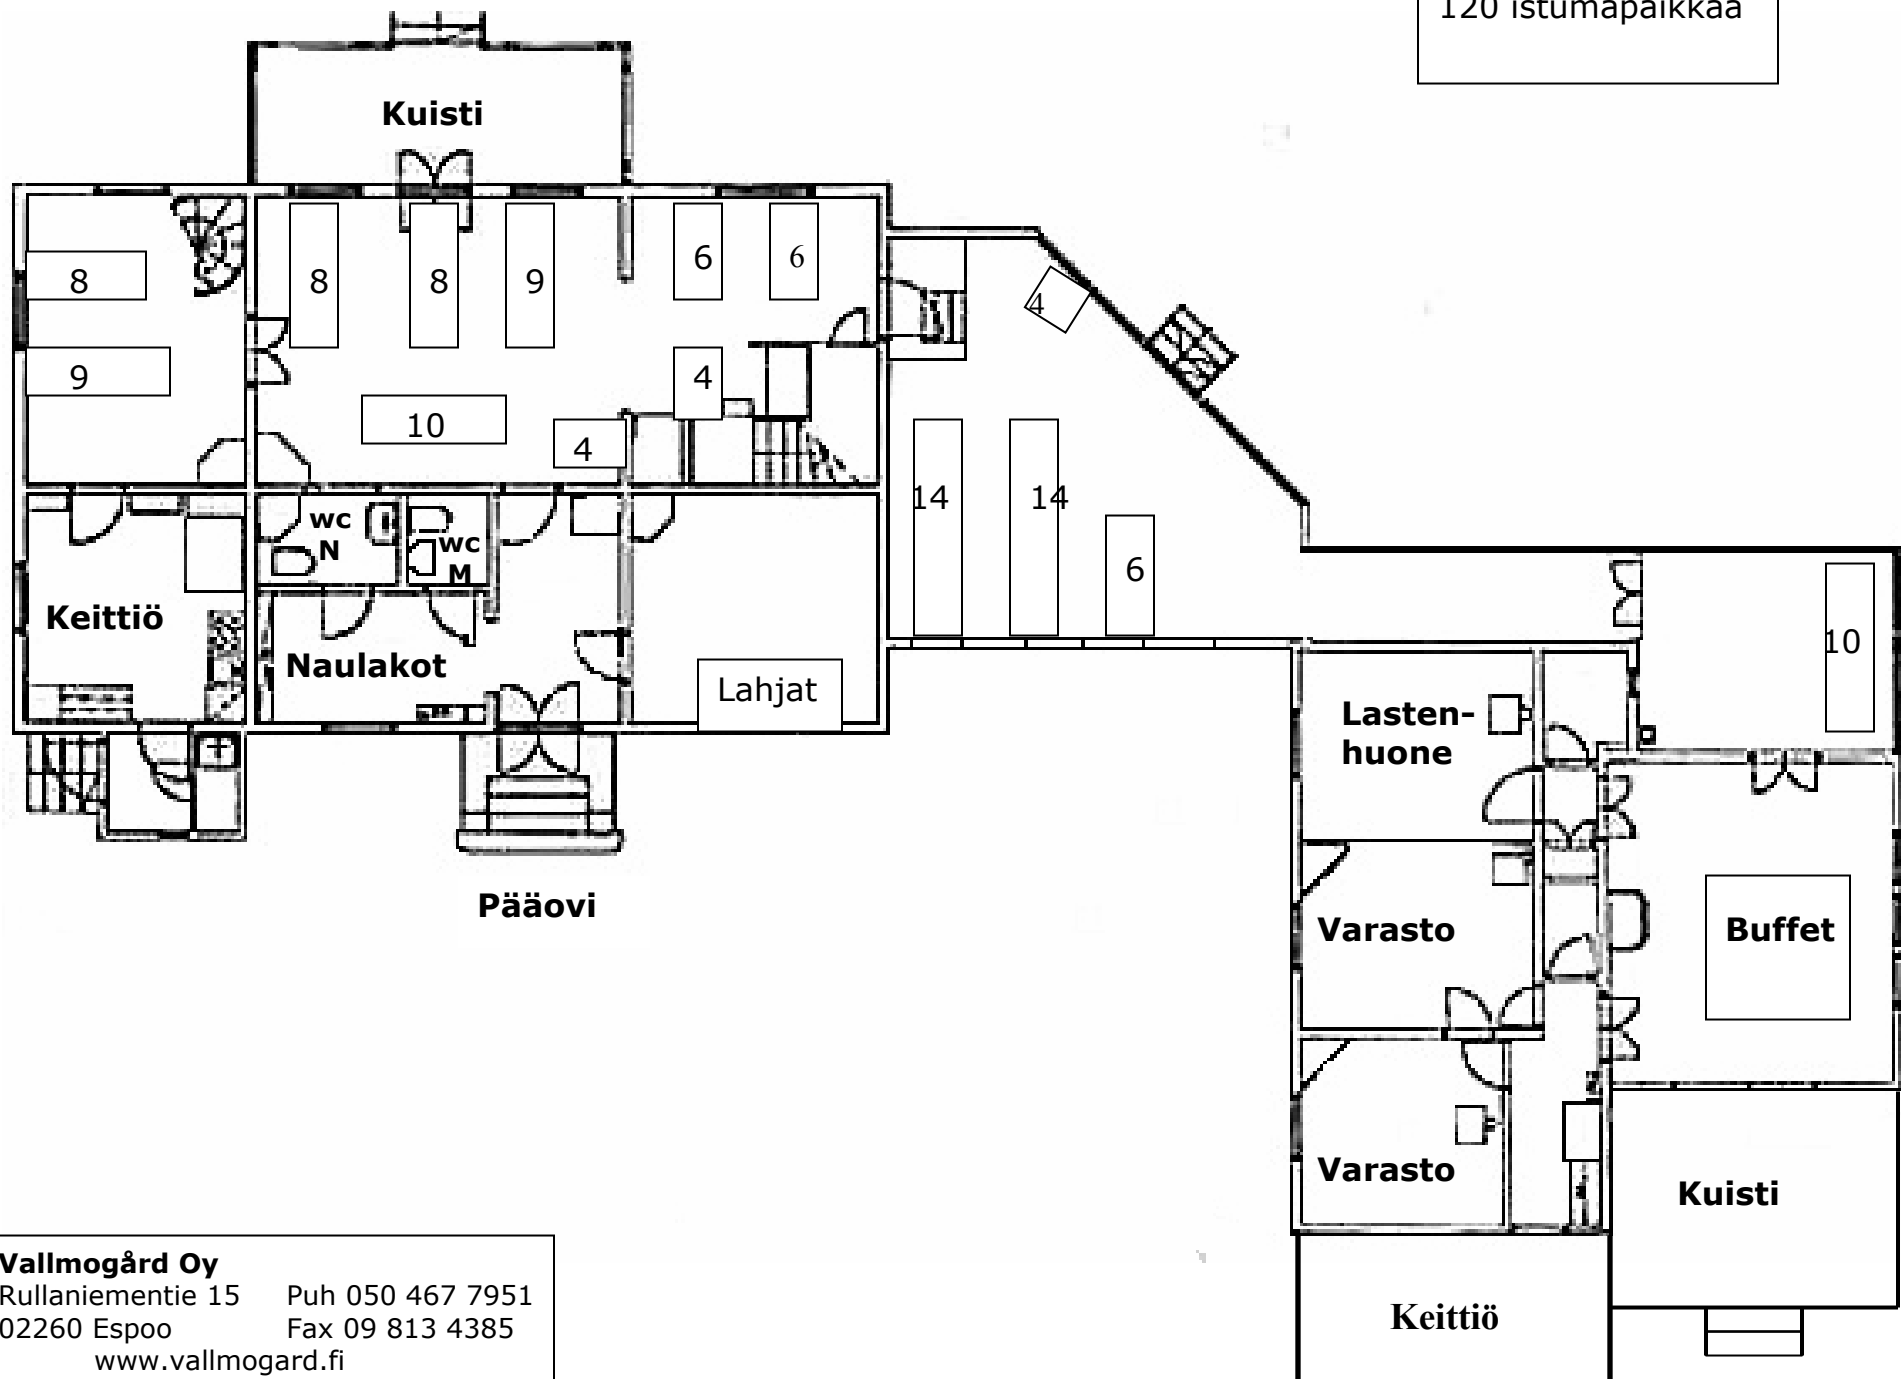 120 istumapaikkaa
Kuisti
8
9
8
8
9
6
6
4
10
4
4
14
14
6
10
wc
N
wc
M
Keittiö
Naulakot
Lahjat
Pääovi
Lasten-
huone
Varasto
Buffet
Varasto
Kuisti
Keittiö
Vallmogård Oy
Rullaniementie 15 Puh 050 467 7951
02260 Espoo Fax 09 813 4385
www.vallmogard.fi